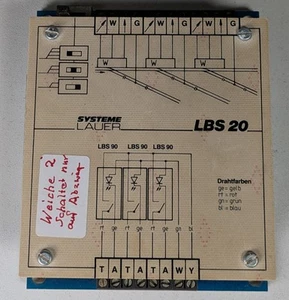 W G W G W G
W W W
SYSTEME
LAUER
LBS 20
LBS 90 LBS 90 LBS 90
Weiche 2
schaltet nur
auf Abzweig
Drahtfarben
ge = gelb
rt = rot
gn = grün
bl = blau
rt ge rt ge rt ge gn bl
T A T A T A W Y